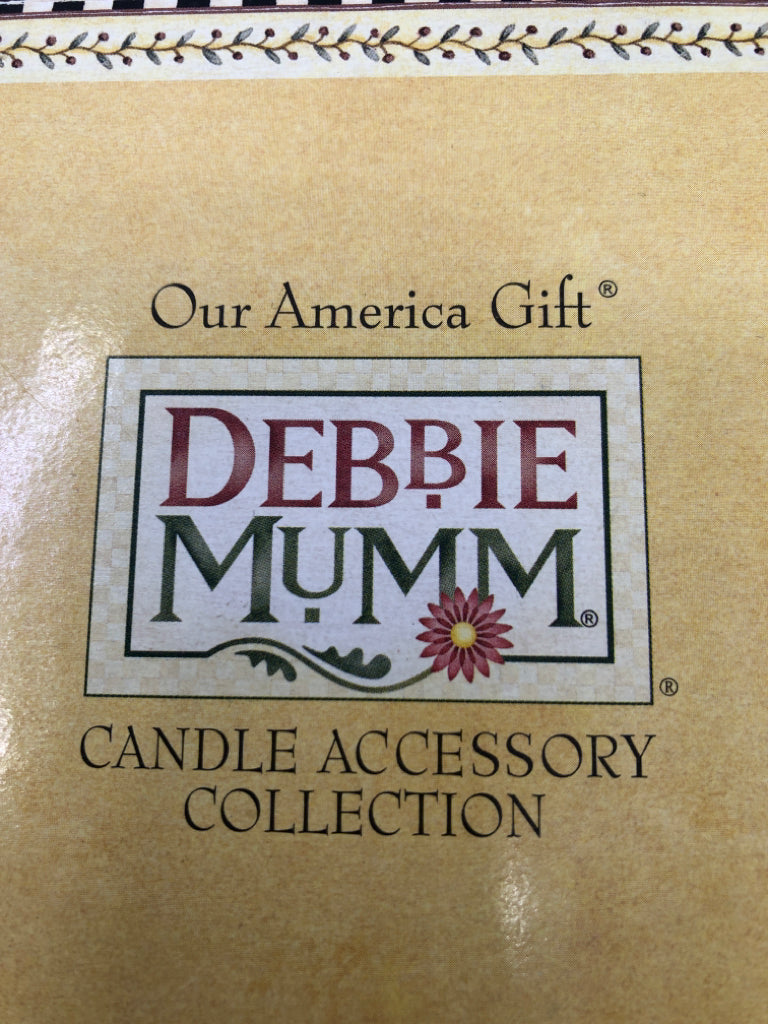 Our America Gift®
DEBBIE
MUMM®
®
CANDLE ACCESSORY
COLLECTION